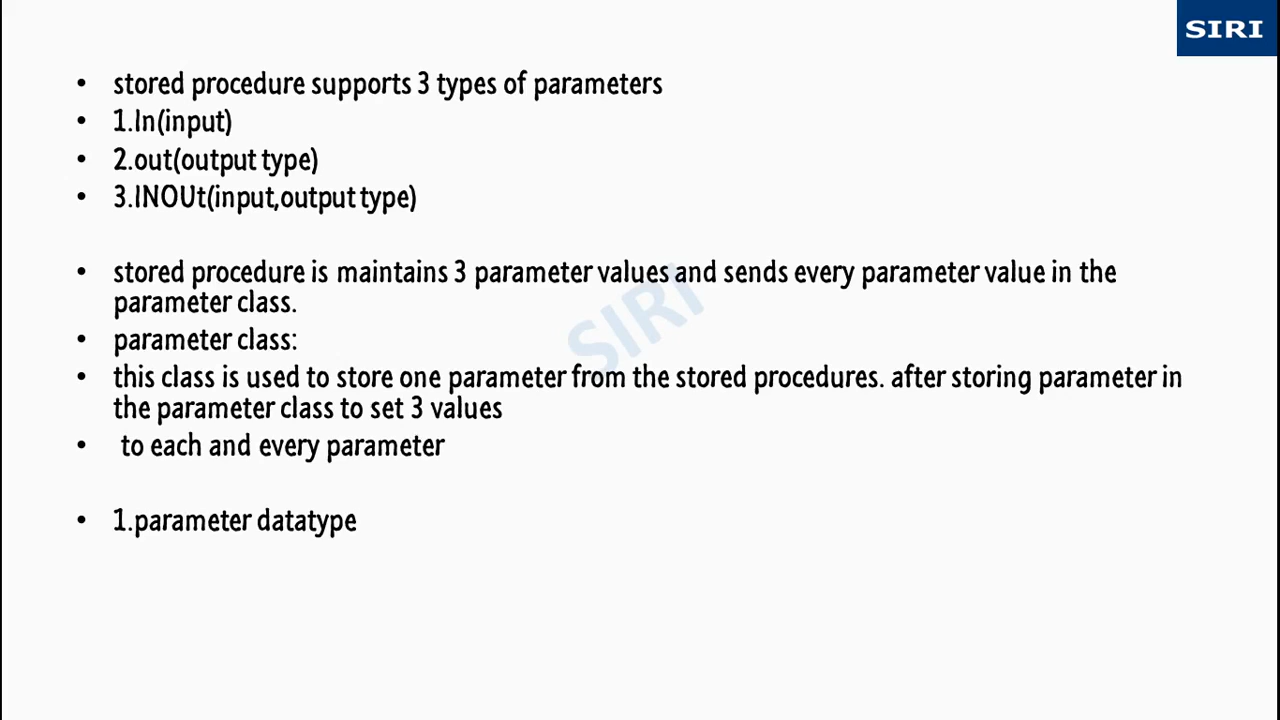 SIRI
• stored procedure supports 3 types of parameters
• 1.In(input)
• 2.out(output type)
• 3.INOUt(input,output type)
• stored procedure is maintains 3 parameter values and sends every parameter value in the
parameter class.
• parameter class:
• this class is used to store one parameter from the stored procedures. after storing parameter in
the parameter class to set 3 values
• to each and every parameter
• 1.parameter datatype
SIRI